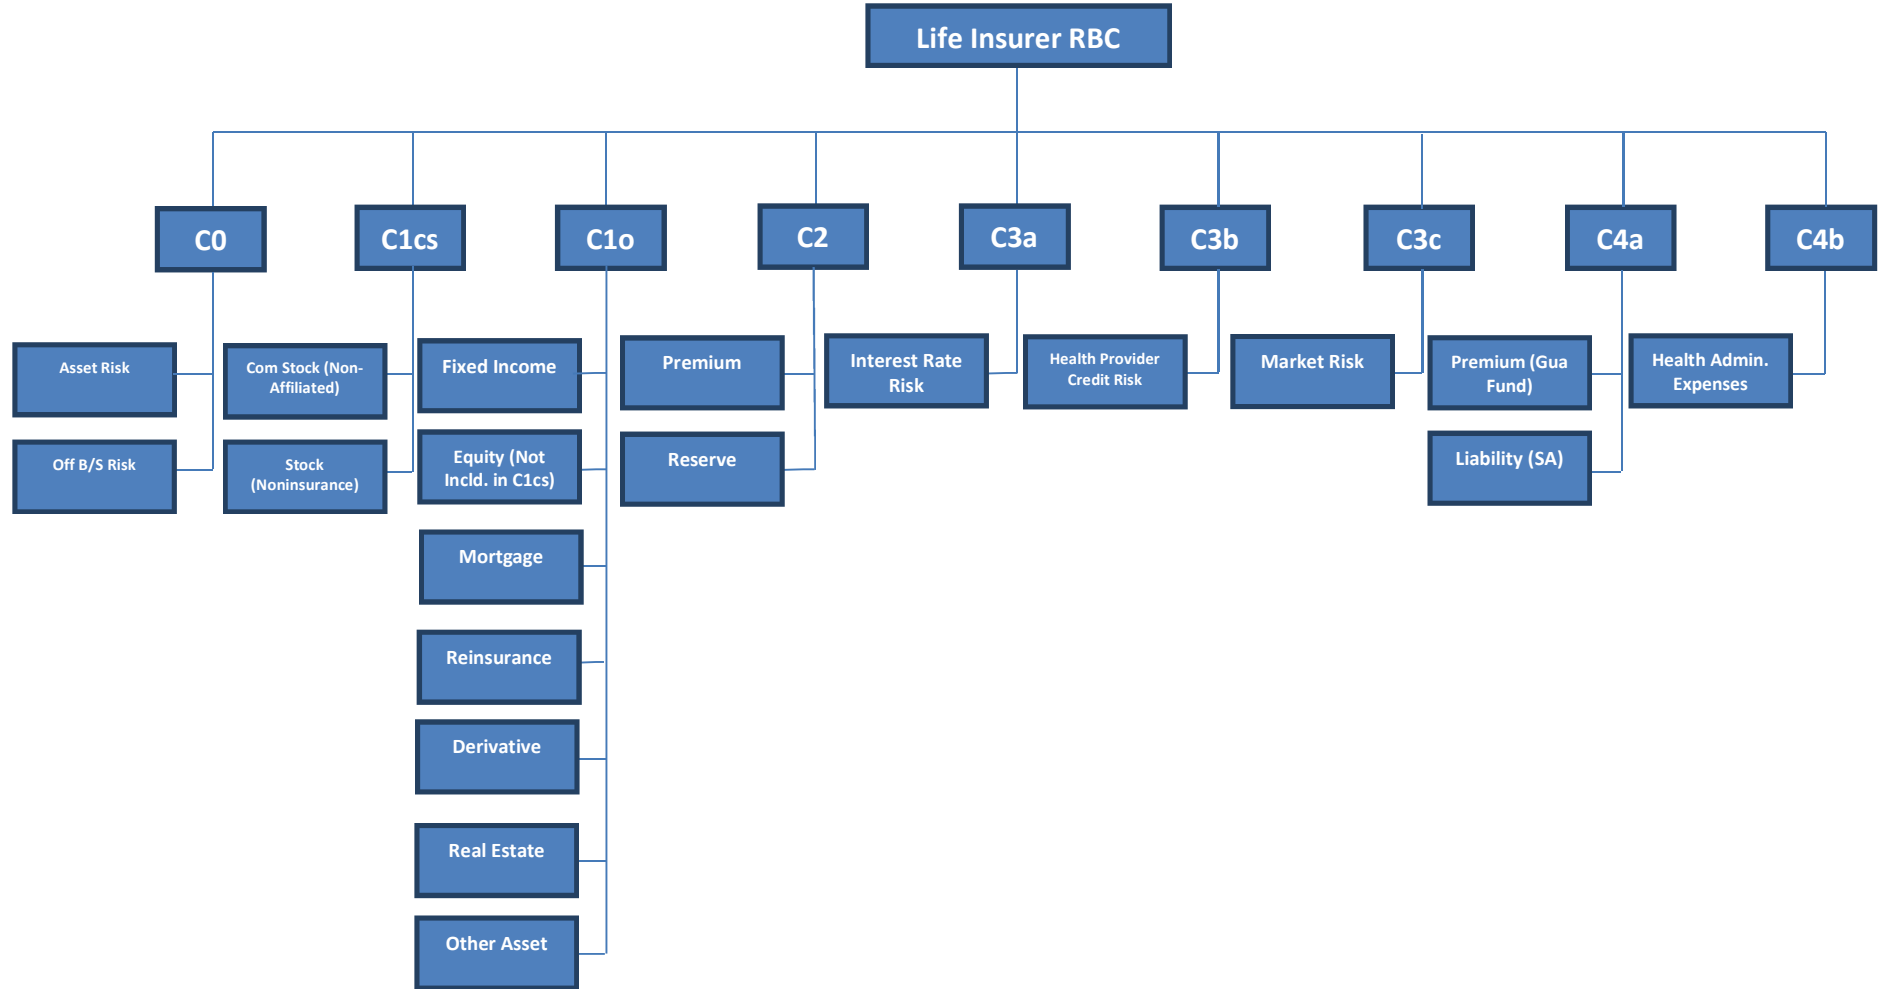 Life Insurer RBC
C0
C1cs
C1o
C2
C3a
C3b
C3c
C4a
C4b
Asset Risk
Off B/S Risk
Com Stock (Non-
Affiliated)
Stock
(Noninsurance)
Fixed Income
Equity (Not
Incld. in C1cs)
Mortgage
Reinsurance
Derivative
Real Estate
Other Asset
Premium
Reserve
Interest Rate
Risk
Health Provider
Credit Risk
Market Risk
Premium (Gua
Fund)
Liability (SA)
Health Admin.
Expenses